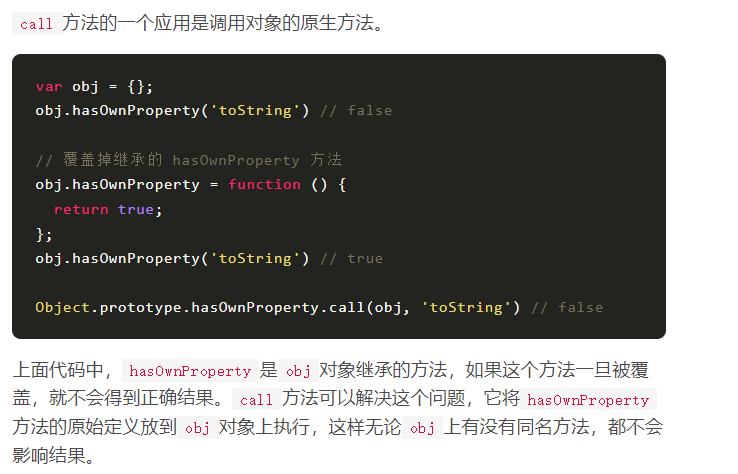 call 方法的一个应用是调用对象的原生方法。
var obj = {};
obj.hasOwnProperty('toString') // false
// 覆盖掉继承的 hasOwnProperty 方法
obj.hasOwnProperty = function () {
  return true;
};
obj.hasOwnProperty('toString') // true
Object.prototype.hasOwnProperty.call(obj, 'toString') // false
上面代码中， hasOwnProperty 是 obj 对象继承的方法，如果这个方法一旦被覆
盖，就不会得到正确结果。 call 方法可以解决这个问题，它将 hasOwnProperty
方法的原始定义放到 obj 对象上执行，这样无论 obj 上有没有同名方法，都不会
影响结果。